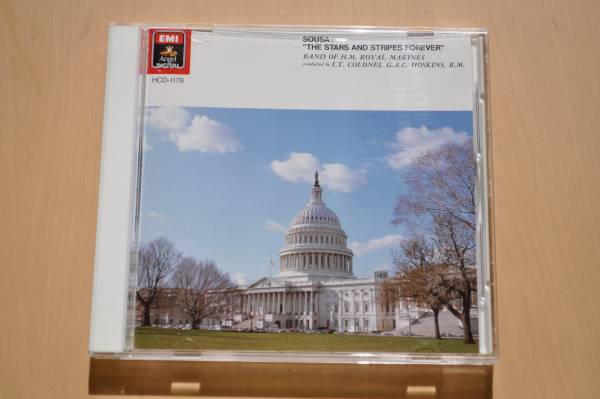 EMI
Angel
DIGITAL
HCD-1178
SOUSA:
"THE STARS AND STRIPES FOREVER"
BAND OF H.M. ROYAL MARINES
conducted by LT. COLONEL G.A.C. HOSKINS, R.M.